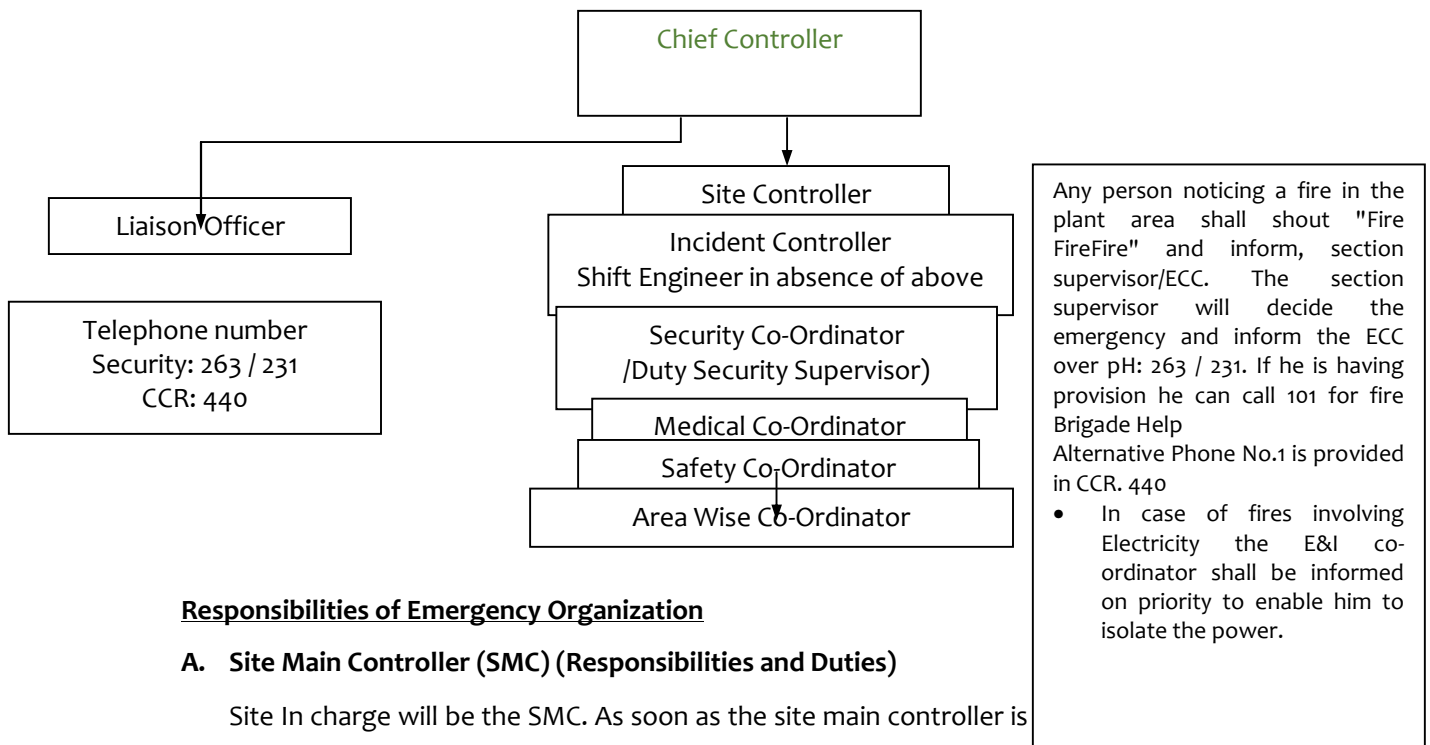 Chief Controller
Liaison Officer
Telephone number
Security: 263 / 231
CCR: 440
Site Controller
Incident Controller
Shift Engineer in absence of above
Security Co-Ordinator
/Duty Security Supervisor)
Medical Co-Ordinator
Safety Co-Ordinator
Area Wise Co-Ordinator
Any person noticing a fire in the
plant area shall shout "Fire
FireFire" and inform, section
supervisor/ECC. The section
supervisor will decide the
emergency and inform the ECC
over pH: 263 / 231. If he is having
provision he can call 101 for fire
Brigade Help
Alternative Phone No.1 is provided
in CCR. 440
• In case of fires involving
Electricity the E&I co-
ordinator shall be informed
on priority to enable him to
isolate the power.
Responsibilities of Emergency Organization
A. Site Main Controller (SMC) (Responsibilities and Duties)
Site In charge will be the SMC. As soon as the site main controller is